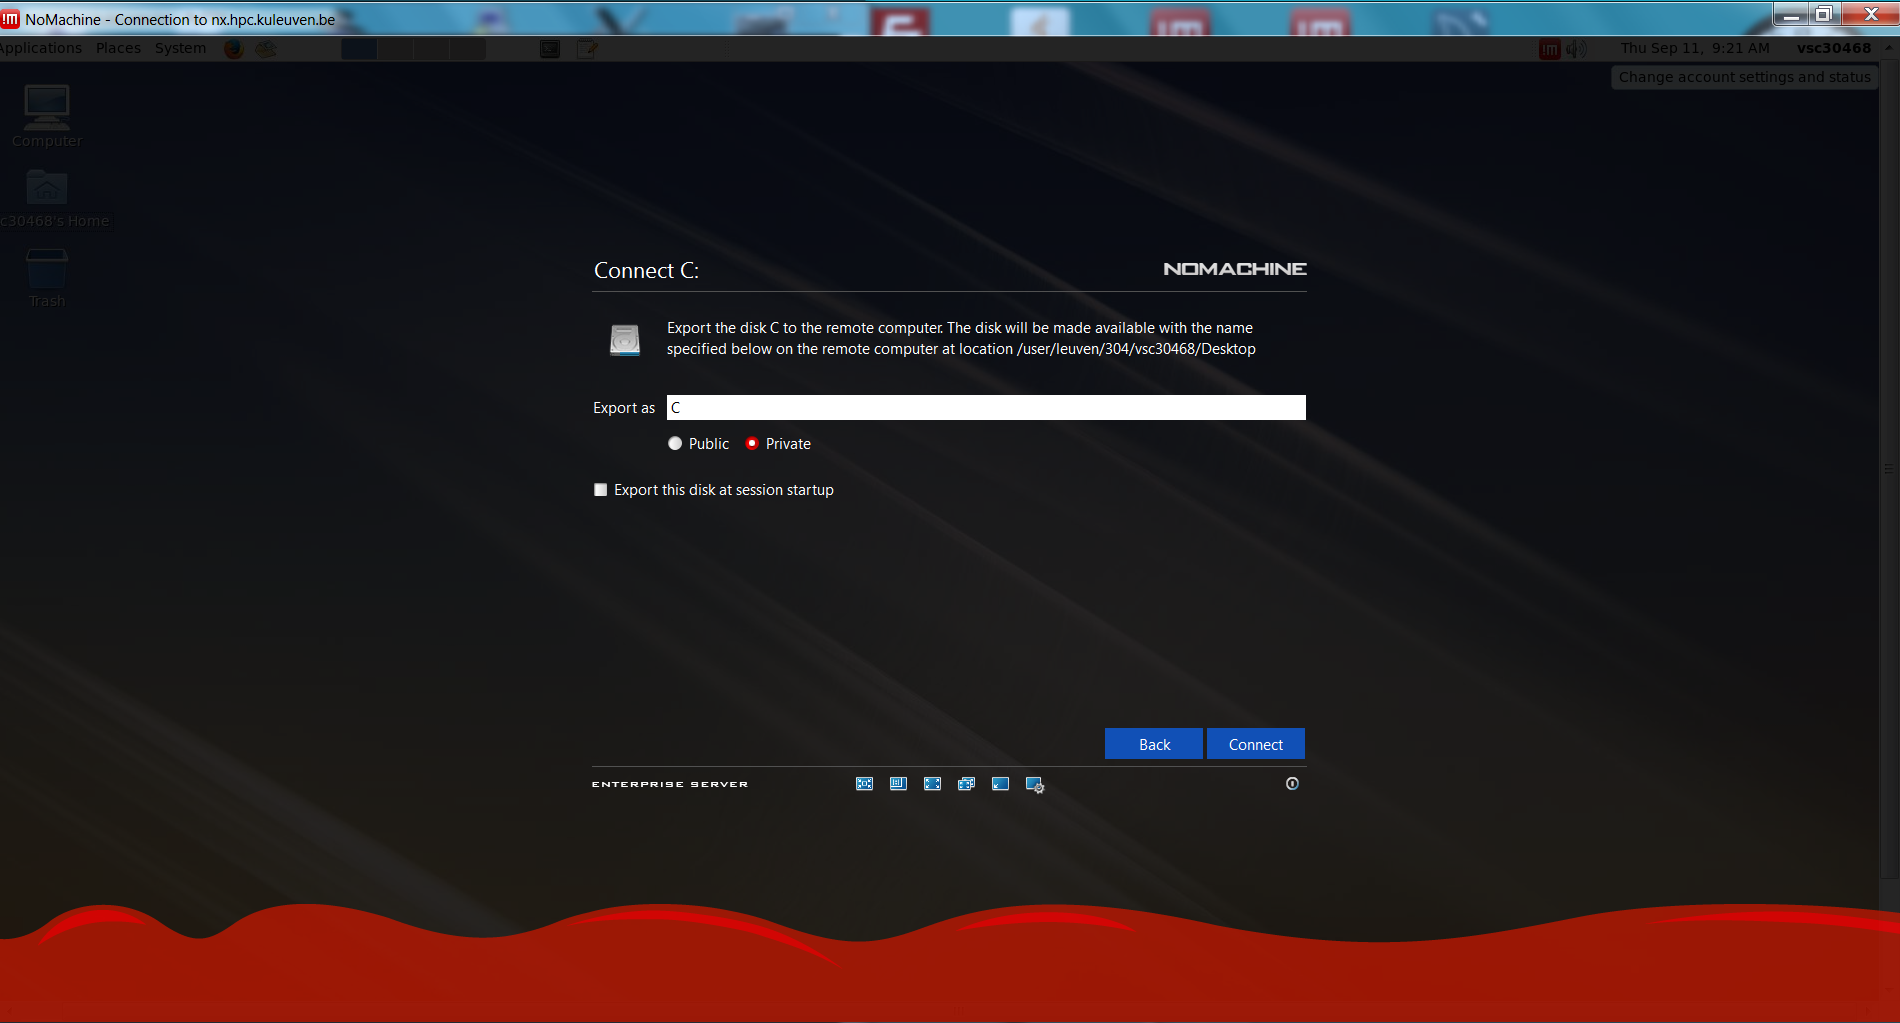 !M NoMachine - Connection to nx.hpc.kuleuven.be
Applications Places System
!m Thu Sep 11, 9:21 AM vsc30468
Change account settings and status
Computer
c30468's Home
Trash
Connect C:
NOMACHINE
Export the disk C to the remote computer. The disk will be made available with the name
specified below on the remote computer at location /user/leuven/304/vsc30468/Desktop
Export as C
Public Private
Export this disk at session startup
Back Connect
ENTERPRISE SERVER